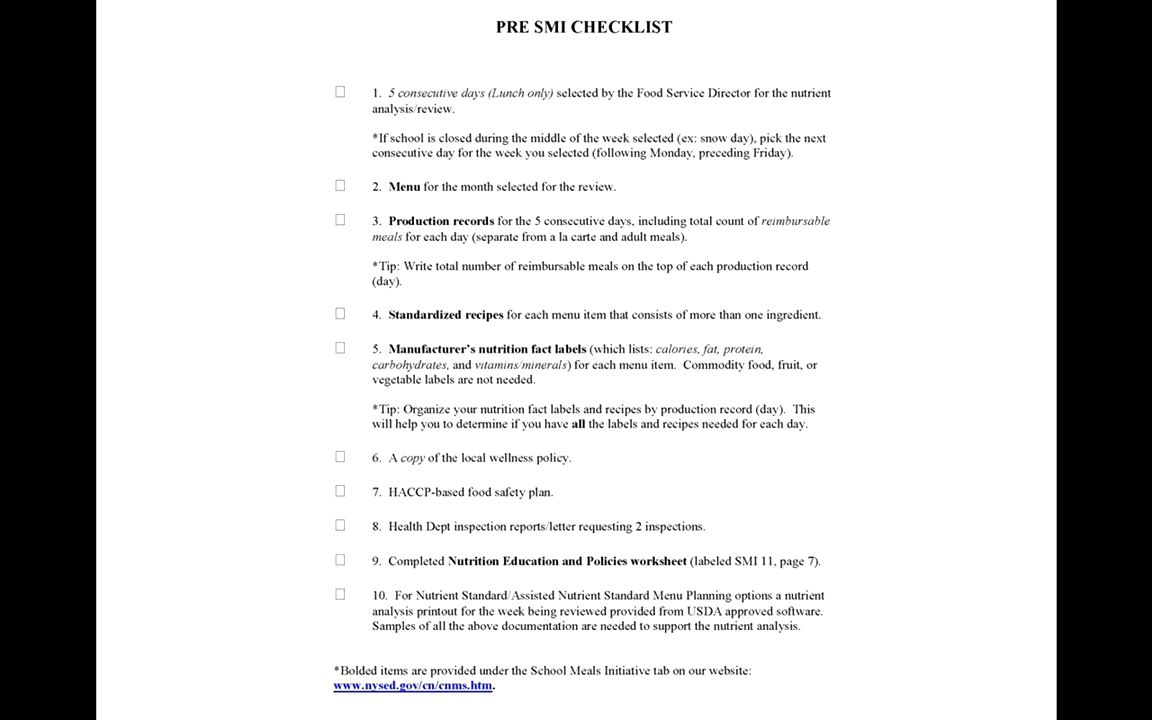 PRE SMI CHECKLIST
1. 5 consecutive days (Lunch only) selected by the Food Service Director for the nutrient
analysis/review.
*If school is closed during the middle of the week selected (ex: snow day), pick the next
consecutive day for the week you selected (following Monday, preceding Friday).
2. Menu for the month selected for the review.
3. Production records for the 5 consecutive days, including total count of reimbursable
meals for each day (separate from a la carte and adult meals).
*Tip: Write total number of reimbursable meals on the top of each production record
(day).
4. Standardized recipes for each menu item that consists of more than one ingredient.
5. Manufacturer's nutrition fact labels (which lists: calories, fat, protein,
carbohydrates, and vitamins/minerals) for each menu item. Commodity food, fruit, or
vegetable labels are not needed.
*Tip: Organize your nutrition fact labels and recipes by production record (day). This
will help you to determine if you have all the labels and recipes needed for each day.
6. A copy of the local wellness policy.
7. HACCP-based food safety plan.
8. Health Dept inspection reports/letter requesting 2 inspections.
9. Completed Nutrition Education and Policies worksheet (labeled SMI 11, page 7).
10. For Nutrient Standard/Assisted Nutrient Standard Menu Planning options a nutrient
analysis printout for the week being reviewed provided from USDA approved software.
Samples of all the above documentation are needed to support the nutrient analysis.
*Bolded items are provided under the School Meals Initiative tab on our website:
www.nysed.gov/cn/cnms.htm.